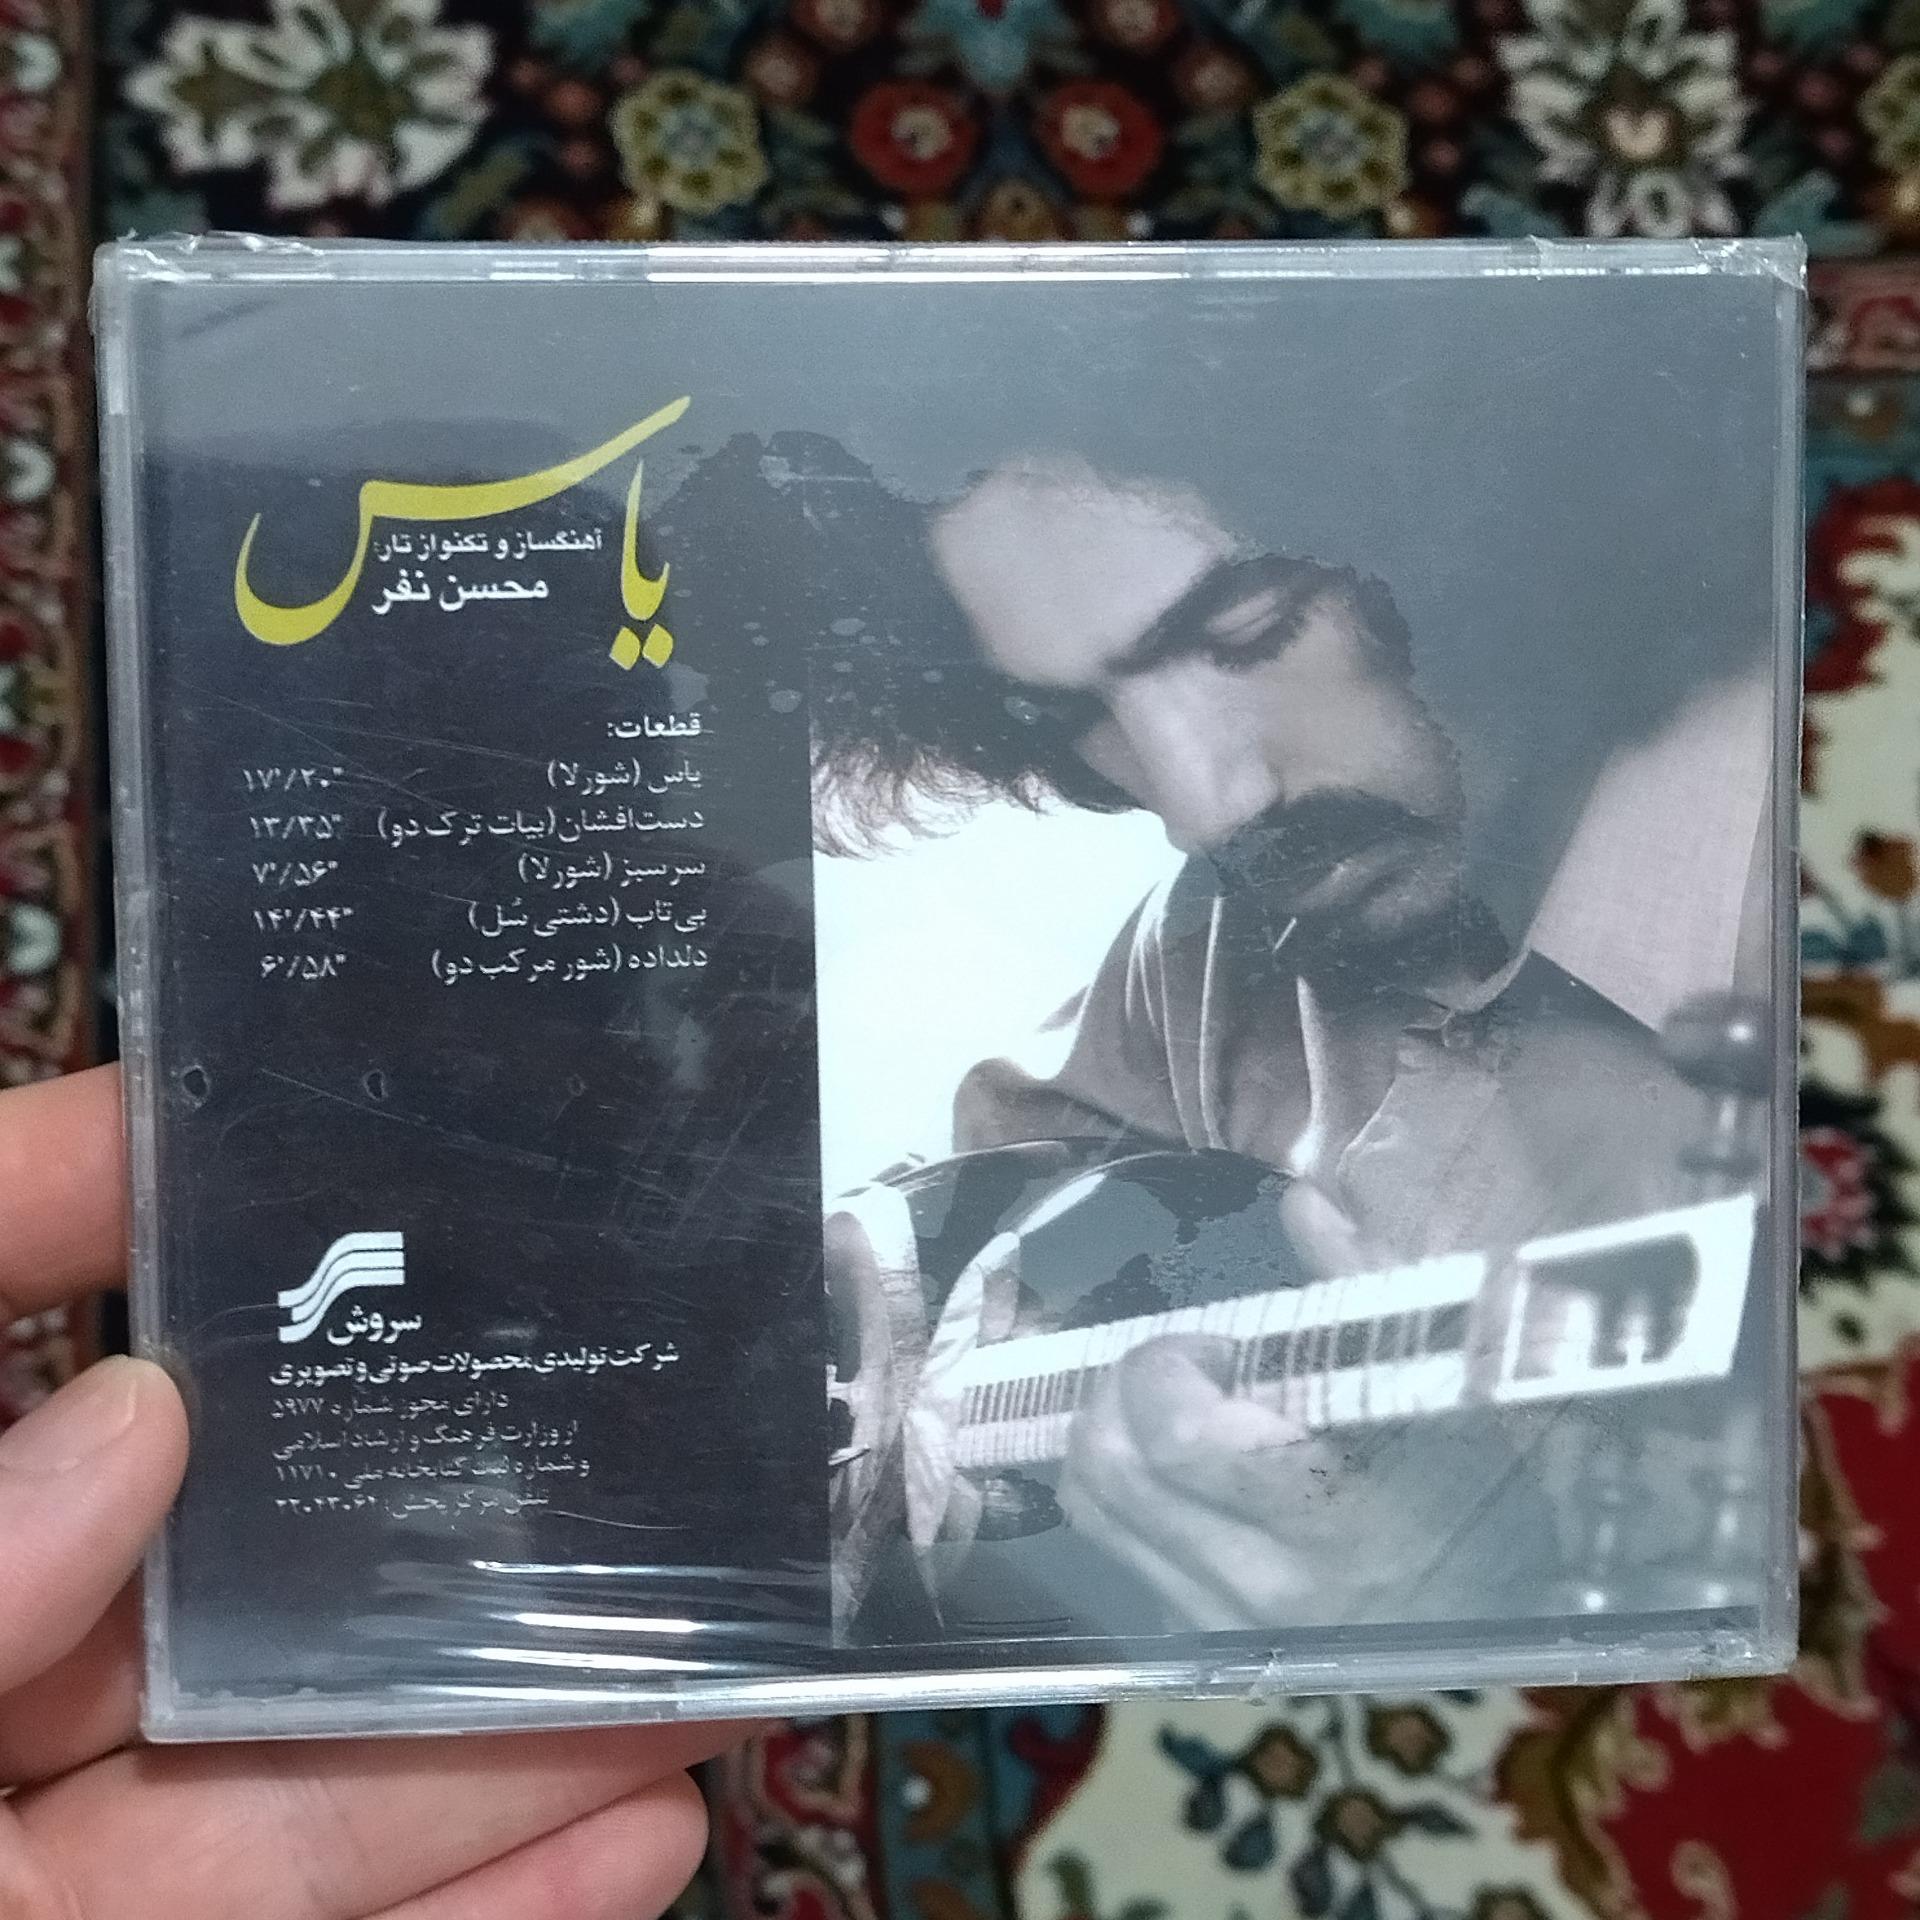 یاس
آهنگساز و تکنواز تار:
محسن نفر
قطعات:
یاس (شور لا) ۱۷'/۲۰"
دست‌افشان (بیات ترک دو) ۱۳/۳۵"
سرسبز (شور لا) ۷'/۵۶"
بی‌تاب (دشتی سُل) ۱۴'/۴۴"
دلداده (شور مرکب دو) ۶'/۵۸"
سروش
شرکت تولیدی محصولات صوتی و تصویری
دارای مجوز شماره ۵۹۷۷
از وزارت فرهنگ و ارشاد اسلامی
و شماره ثبت کتابخانه ملی ۱۱۷۱۰
تلفن مرکز پخش: